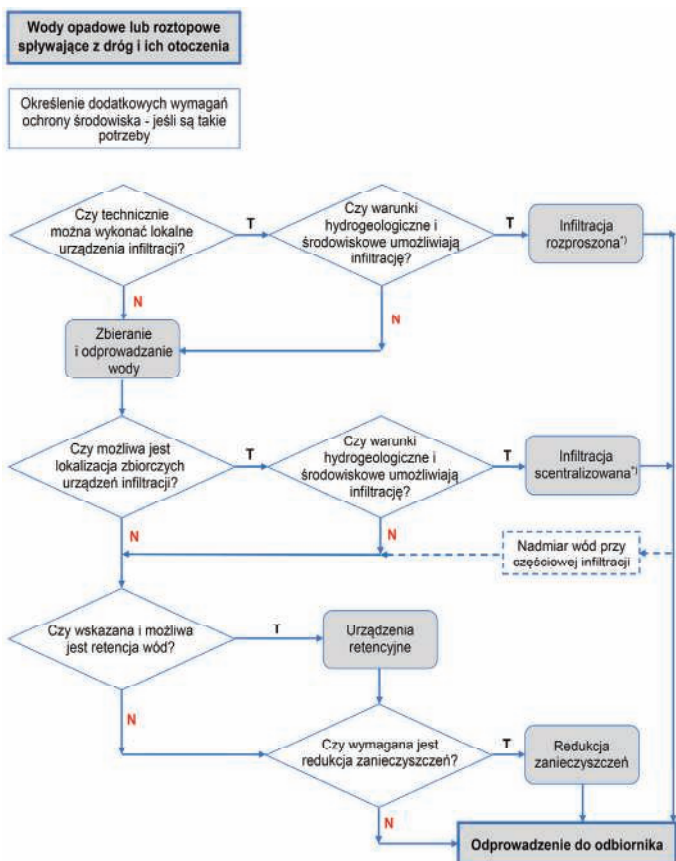 Wody opadowe lub roztopowe
spływające z dróg i ich otoczenia
Określenie dodatkowych wymagań
ochrony środowiska - jeśli są takie
potrzeby
Czy technicznie
można wykonać lokalne
urządzenia infiltracji?
T
Czy warunki
hydrogeologiczne i
środowiskowe umożliwiają
infiltrację?
T
Infiltracja
rozproszona*)
N
N
Zbieranie
i odprowadzanie
wody
Czy możliwa jest
lokalizacja zbiorczych
urządzeń infiltracji?
T
Czy warunki
hydrogeologiczne i
środowiskowe umożliwiają
infiltrację?
T
Infiltracja
scentralizowana*)
N
N
Nadmiar wód przy
częściowej infiltracji
Czy wskazana i możliwa
jest retencja wód?
T
Urządzenia
retencyjne
N
Czy wymagana jest
redukcja zanieczyszczeń?
T
Redukcja
zanieczyszczeń
N
Odprowadzenie do odbiornika